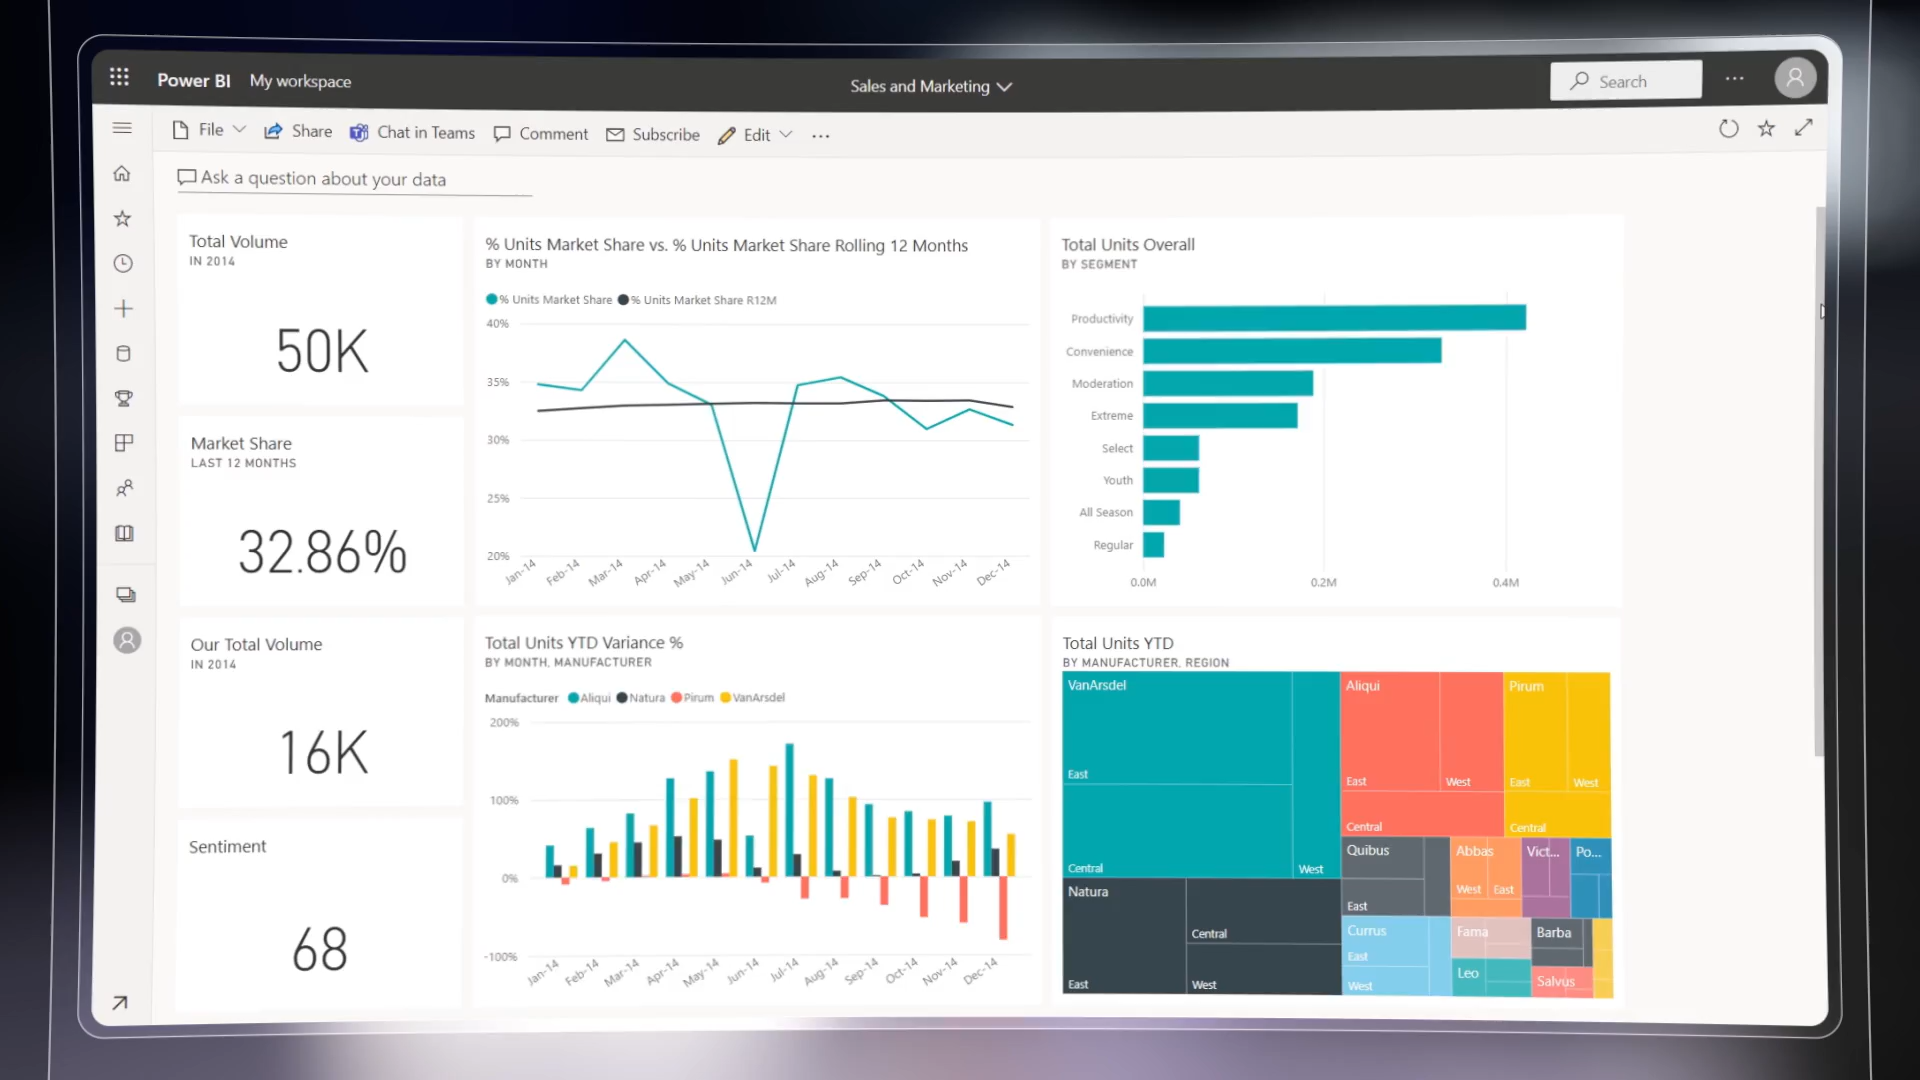 Power BI My workspace
Sales and Marketing
Search
File
Share
Chat in Teams
Comment
Subscribe
Edit
Ask a question about your data
Total Volume
IN 2014
50K
Market Share
LAST 12 MONTHS
32.86%
Our Total Volume
IN 2014
16K
Sentiment
68
% Units Market Share vs. % Units Market Share Rolling 12 Months
BY MONTH
% Units Market Share % Units Market Share R12M
40%
35%
30%
25%
20%
Jan-14 Feb-14 Mar-14 Apr-14 May-14 Jun-14 Jul-14 Aug-14 Sep-14 Oct-14 Nov-14 Dec-14
Total Units Overall
BY SEGMENT
Productivity
Convenience
Moderation
Extreme
Select
Youth
All Season
Regular
0.0M 0.2M 0.4M
Total Units YTD Variance %
BY MONTH, MANUFACTURER
Manufacturer Aliqui Natura Pirum VanArsdel
200%
100%
0%
-100%
Jan-14 Feb-14 Mar-14 Apr-14 May-14 Jun-14 Jul-14 Aug-14 Sep-14 Oct-14 Nov-14 Dec-14
Total Units YTD
BY MANUFACTURER, REGION
VanArsdel
East
Central
West
Aliqui
East
West
Central
Pirum
East
West
Central
Natura
East
Central
West
Quibus
East
Abbas
West East
Vict...
Po...
Currus
East
West
Fama
Barba
Leo
Salvus